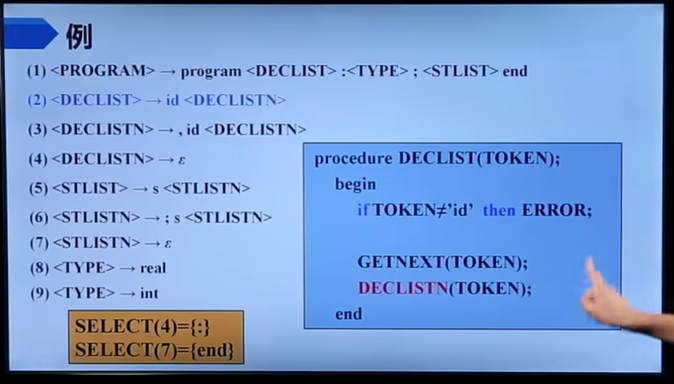 例
(1) <PROGRAM> → program <DECLIST> :<TYPE> ; <STLIST> end
(2) <DECLIST> → id <DECLISTN>
(3) <DECLISTN> → , id <DECLISTN>
(4) <DECLISTN> → ε
(5) <STLIST> → s <STLISTN>
(6) <STLISTN> → ; s <STLISTN>
(7) <STLISTN> → ε
(8) <TYPE> → real
(9) <TYPE> → int
SELECT(4)={:}
SELECT(7)={end}
procedure DECLIST(TOKEN);
begin
if TOKEN≠'id' then ERROR;
GETNEXT(TOKEN);
DECLISTN(TOKEN);
end